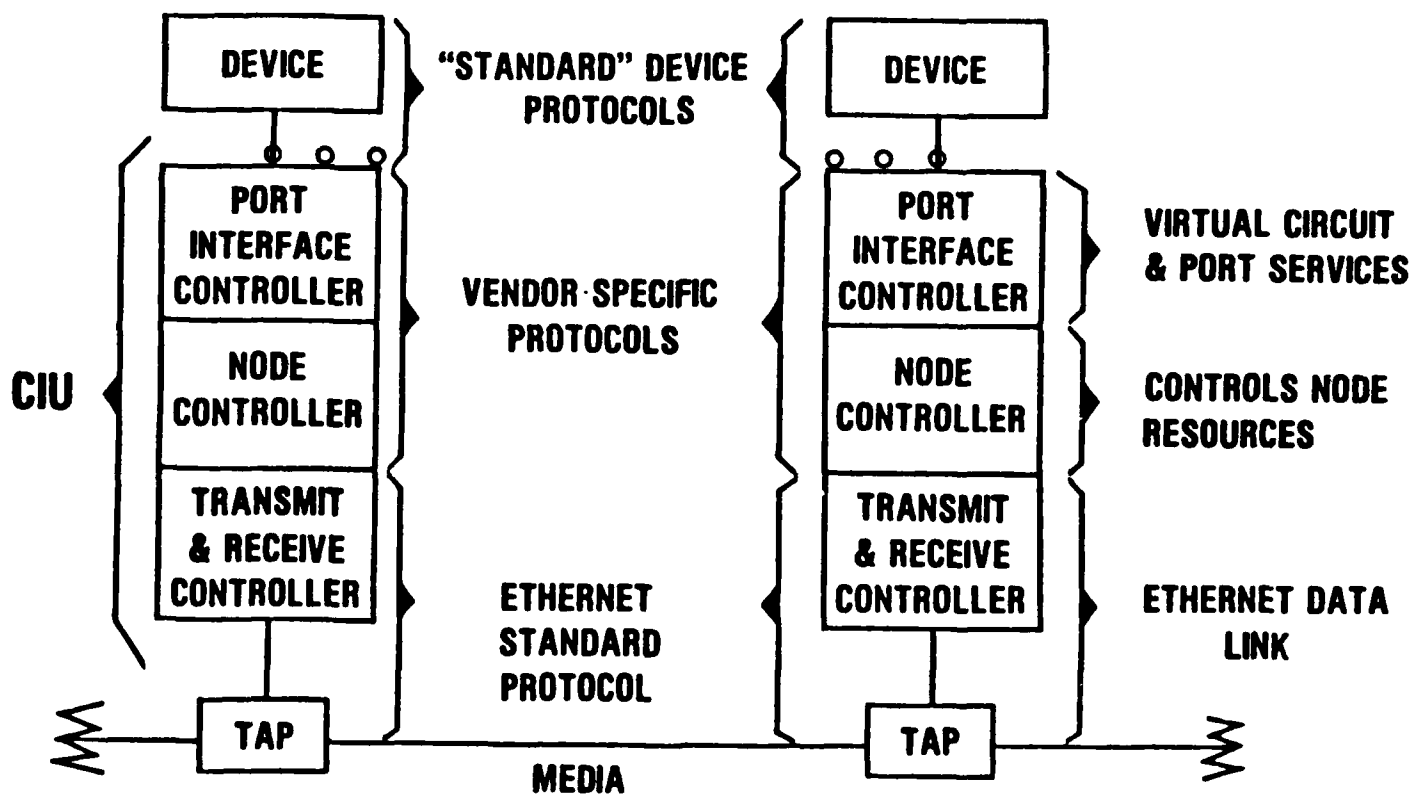 DEVICE
"STANDARD" DEVICE
PROTOCOLS
DEVICE
PORT
INTERFACE
CONTROLLER
PORT
INTERFACE
CONTROLLER
VIRTUAL CIRCUIT
& PORT SERVICES
VENDOR-SPECIFIC
PROTOCOLS
CIU
NODE
CONTROLLER
NODE
CONTROLLER
CONTROLS NODE
RESOURCES
TRANSMIT
& RECEIVE
CONTROLLER
ETHERNET
STANDARD
PROTOCOL
TRANSMIT
& RECEIVE
CONTROLLER
ETHERNET DATA
LINK
TAP
MEDIA
TAP